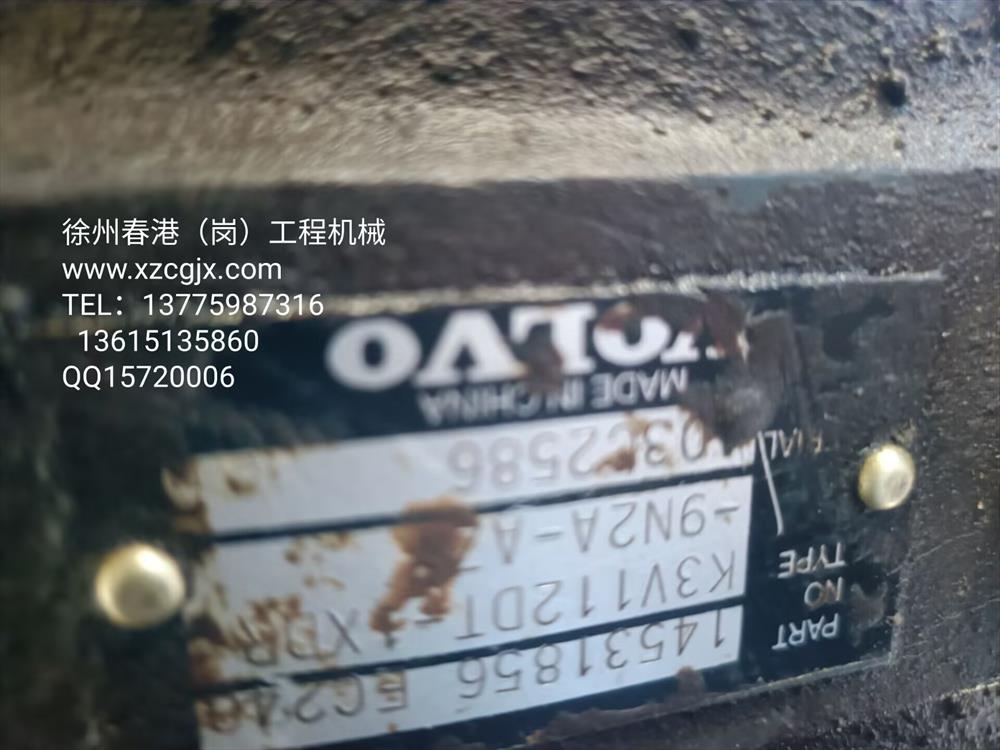 徐州春港（岗）工程机械
www.xzcgjx.com
TEL：13775987316
13615135860
QQ15720006
PART NO 14531856 EC240
TYPE K3V112DT-1XDR
-9N2A-A
2586
MADE IN CHINA
VOLVO